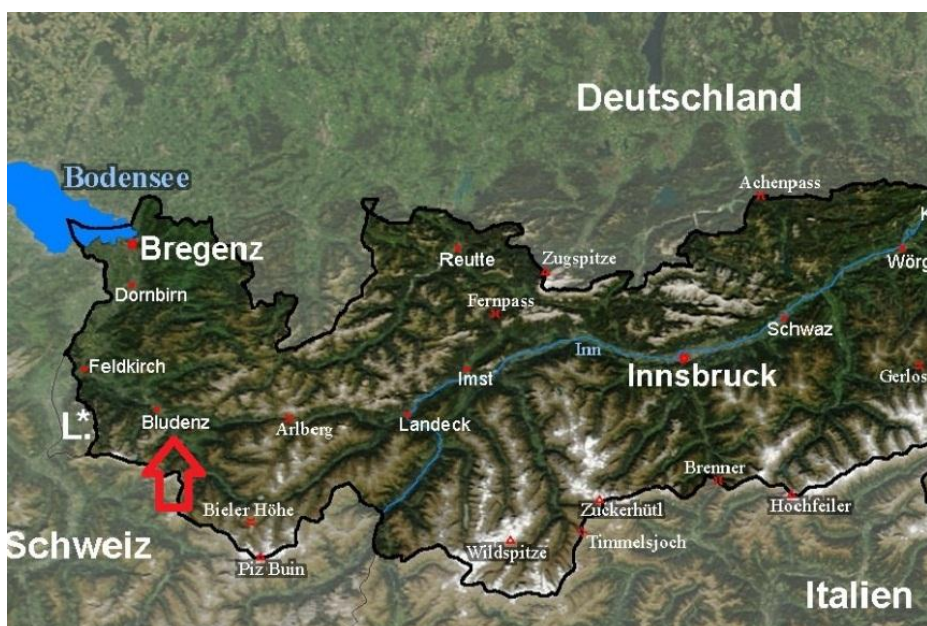 Deutschland
Bodensee
Achenpass
Bregenz
Reutte
Zugspitze
Wörg
Dornbirn
Fernpass
Schwaz
Inn
Feldkirch
Imst
Innsbruck
Gerlos
L.*
Bludenz
Arlberg
Landeck
Brenner
Bieler Höhe
Zuckerhütl
Hochfeiler
Schweiz
Wildspitze
Timmelsjoch
Piz Buin
Italien